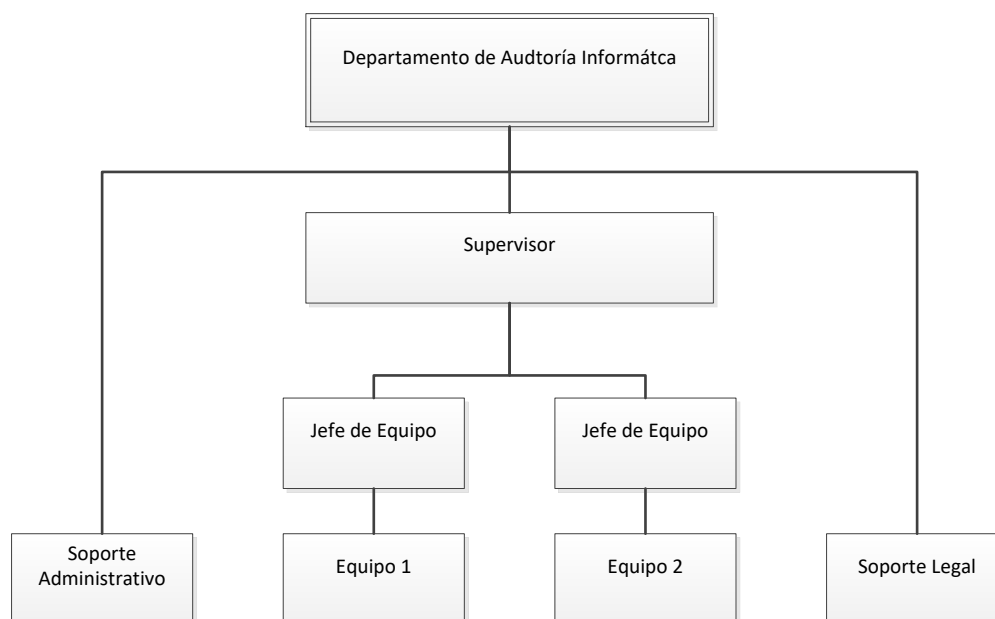 Departamento de Audtoría Informátca
Supervisor
Jefe de Equipo
Jefe de Equipo
Soporte
Administrativo
Equipo 1
Equipo 2
Soporte Legal